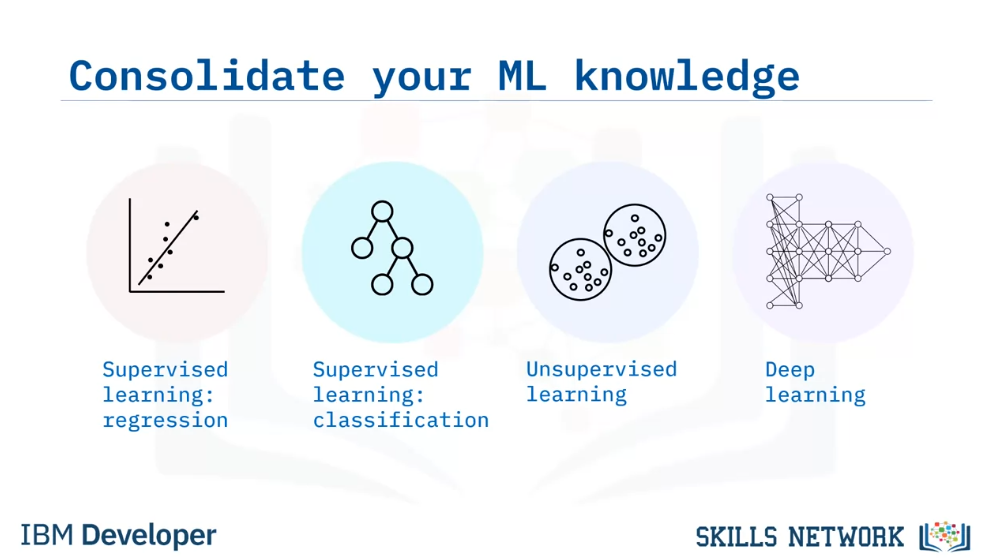 Consolidate your ML knowledge
Supervised
learning:
regression
Supervised
learning:
classification
Unsupervised
learning
Deep
learning
IBM Developer
SKILLS NETWORK